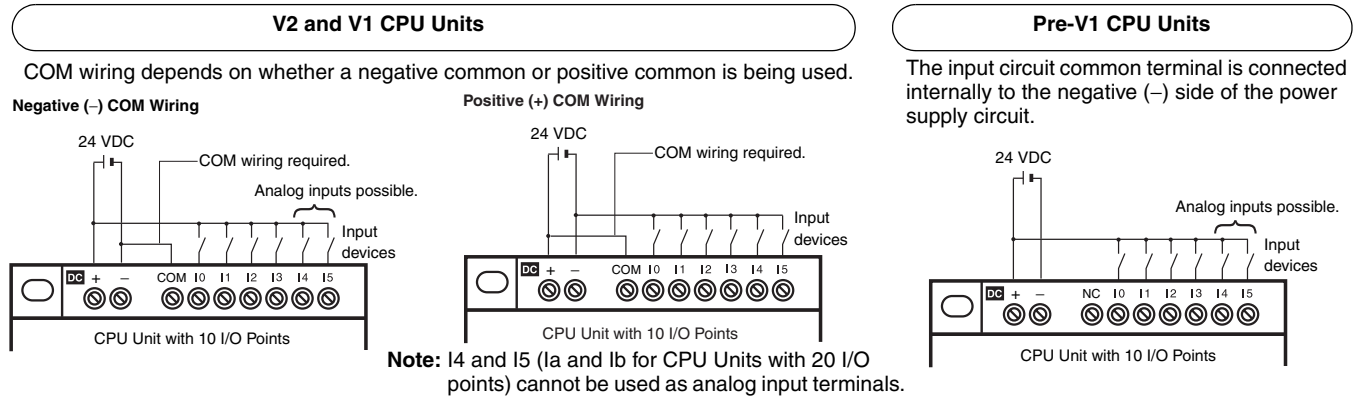 V2 and V1 CPU Units
COM wiring depends on whether a negative common or positive common is being used.
Negative (–) COM Wiring
24 VDC
COM wiring required.
Analog inputs possible.
Input
devices
DC + – COM I0 I1 I2 I3 I4 I5
CPU Unit with 10 I/O Points
Positive (+) COM Wiring
24 VDC
COM wiring required.
Input
devices
DC + – COM I0 I1 I2 I3 I4 I5
CPU Unit with 10 I/O Points
Note: I4 and I5 (Ia and Ib for CPU Units with 20 I/O
points) cannot be used as analog input terminals.
Pre-V1 CPU Units
The input circuit common terminal is connected
internally to the negative (–) side of the power
supply circuit.
24 VDC
Analog inputs possible.
Input
devices
DC + – NC I0 I1 I2 I3 I4 I5
CPU Unit with 10 I/O Points